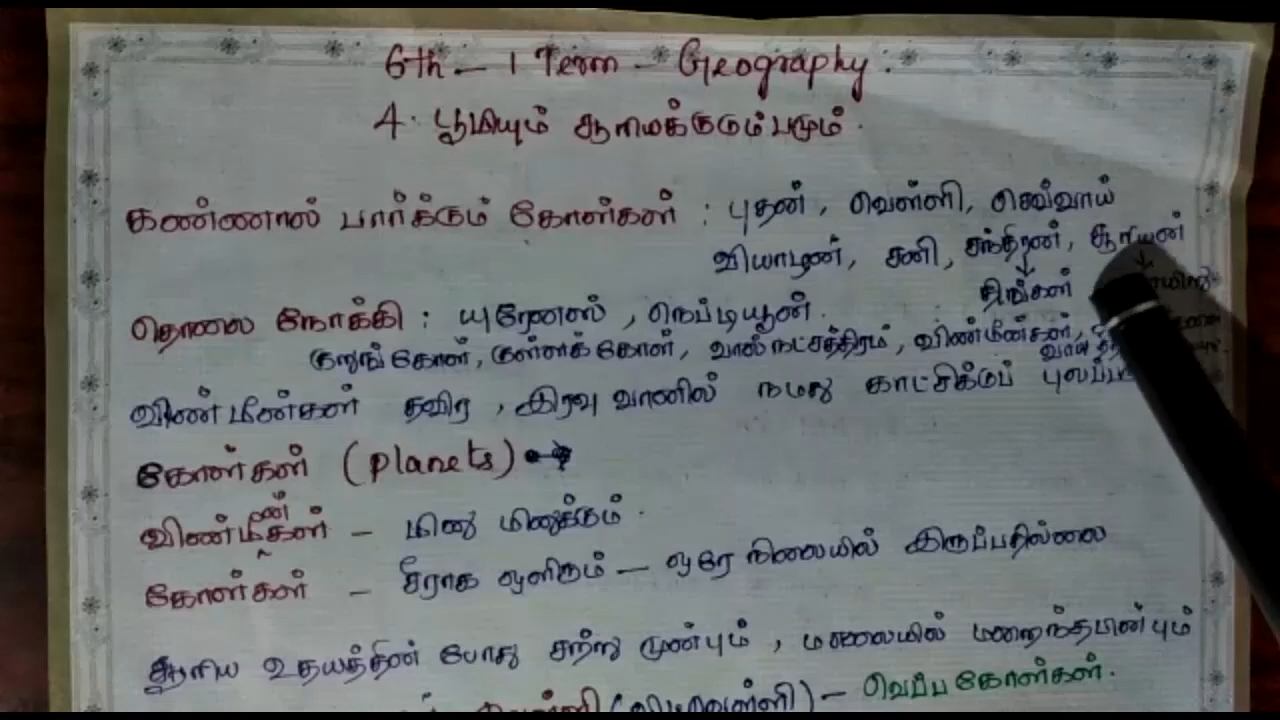 6th - 1 Term - Geography:
4. பூமியும் சூரியக்குடும்பமும்.
கண்ணால் பார்க்கும் கோள்கள் : புதன், வெள்ளி, செவ்வாய்
வியாழன், சனி, சந்திரன், சூரியன்
திங்கள்
தொலை நோக்கி : யுரேனஸ், நெப்டியூன்.
குறுங்கோள், குள்ளக்கோள், வால்நட்சத்திரம், விண்மீன்கள்,
விண்மீன்கள் தவிர, இரவு வானில் நமது காட்சிக்குப்
கோள்கள் (planets)
விண்மீன்கள் - மினு மினுக்கும்.
கோள்கள் - சீராக ஒளிரும் - ஒரே நிலையில் இருப்பதில்லை
சூரிய உதயத்தின் போது சற்று முன்பும், மாலையில் மறைந்தபின்பும்
வெள்ளி (விடிவெள்ளி) - வெப்ப கோள்கள்.